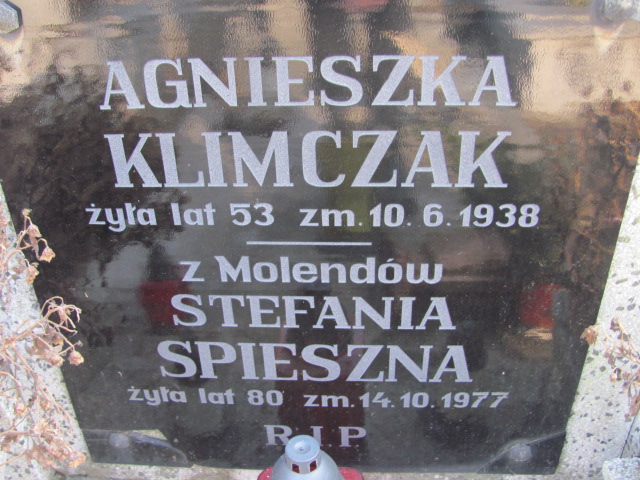 AGNIESZKA
KLIMCZAK
żyła lat 53 zm. 10.6.1938
z Molendów
STEFANIA
SPIESZNA
żyła lat 80 zm. 14.10.1977
R.I.P